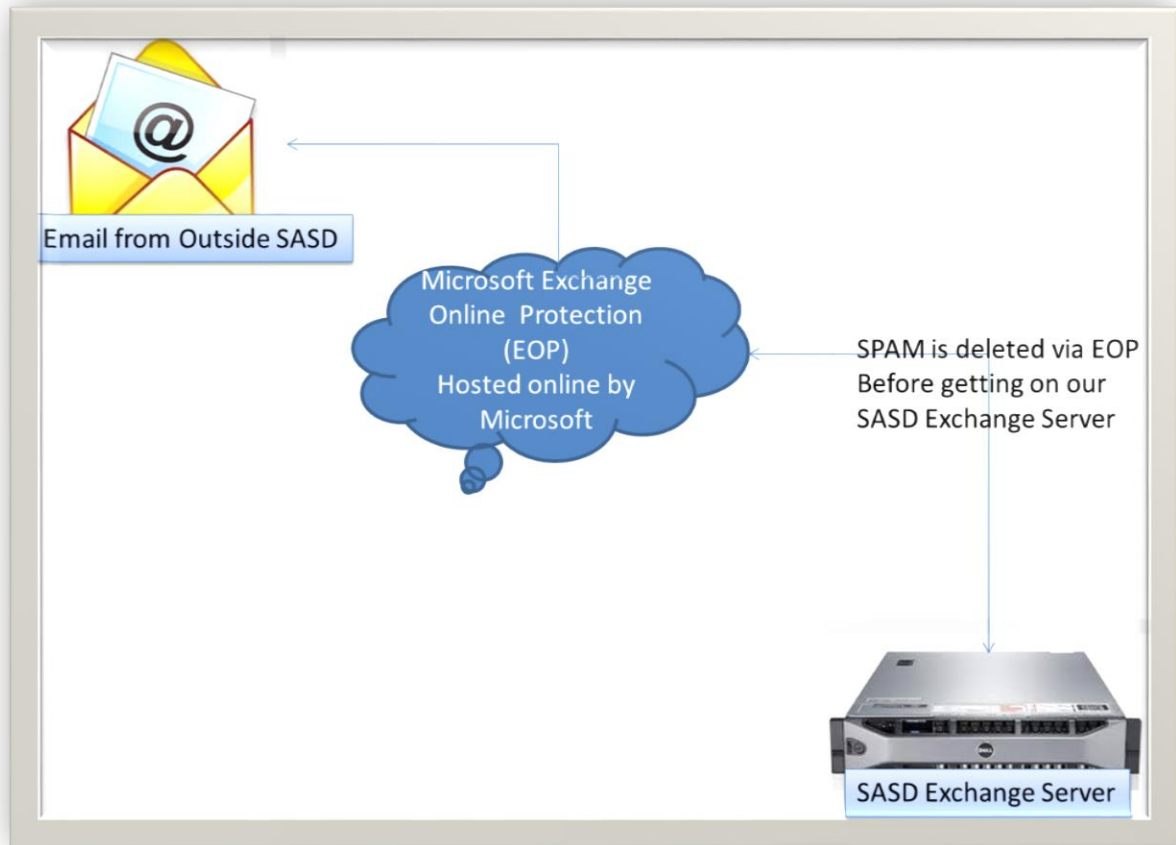 @
Email from Outside SASD
Microsoft Exchange
Online Protection
(EOP)
Hosted online by
Microsoft
SPAM is deleted via EOP
Before getting on our
SASD Exchange Server
DELL
SASD Exchange Server